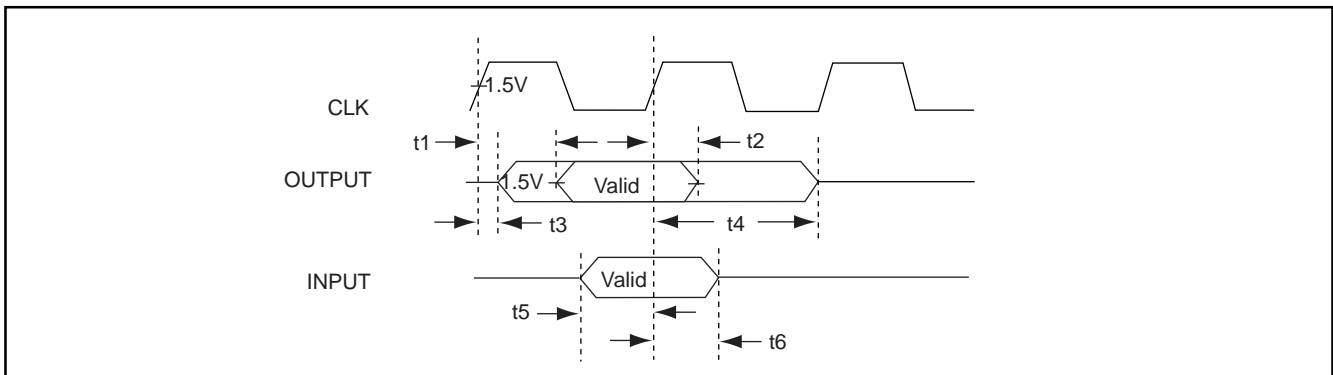 1.5V
CLK
t1
t2
OUTPUT
1.5V
Valid
t3
t4
INPUT
Valid
t5
t6